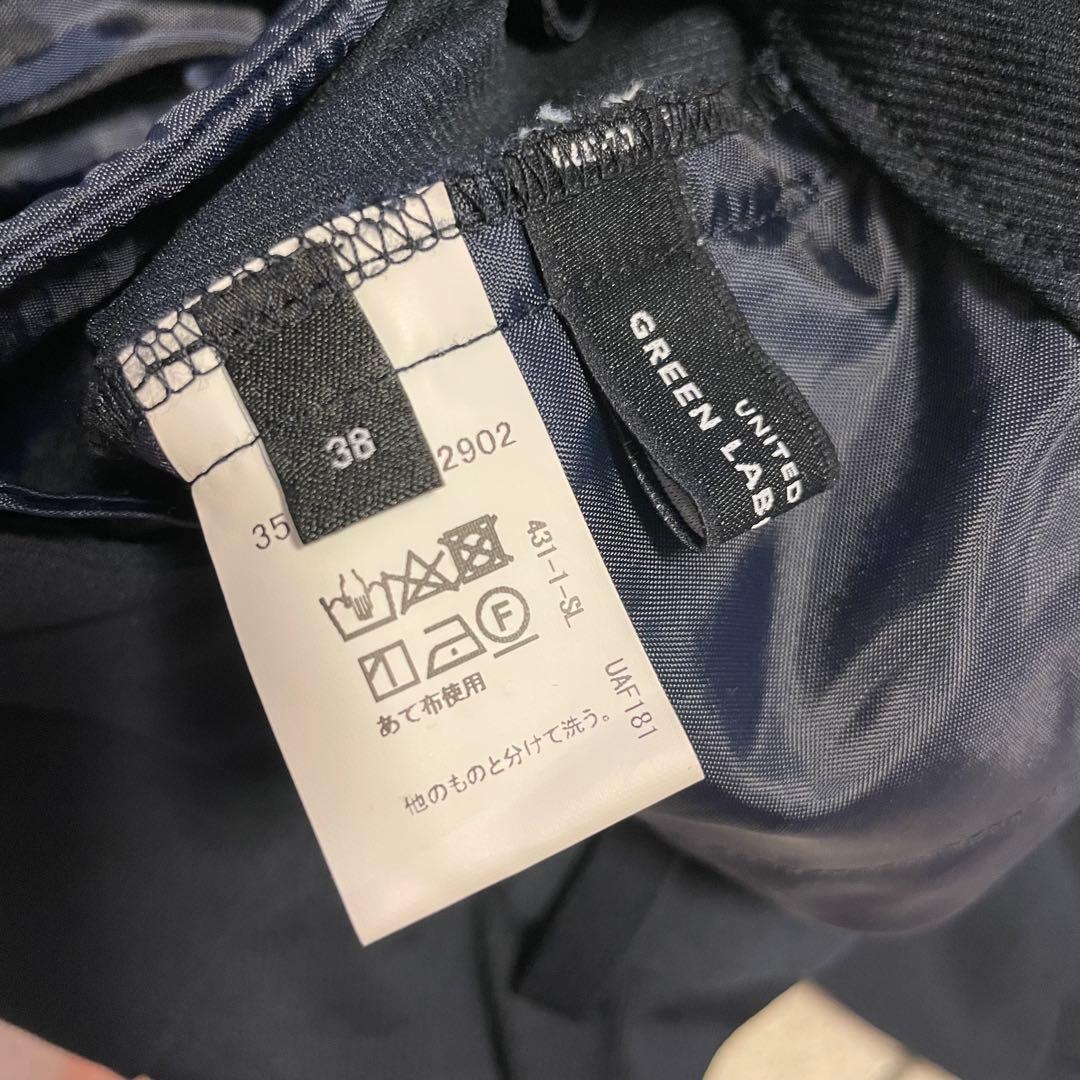 38
35
2902
431-1-SL
F
あて布使用
UAF181
他のものと分けて洗う。
UNITED
GREEN LAB